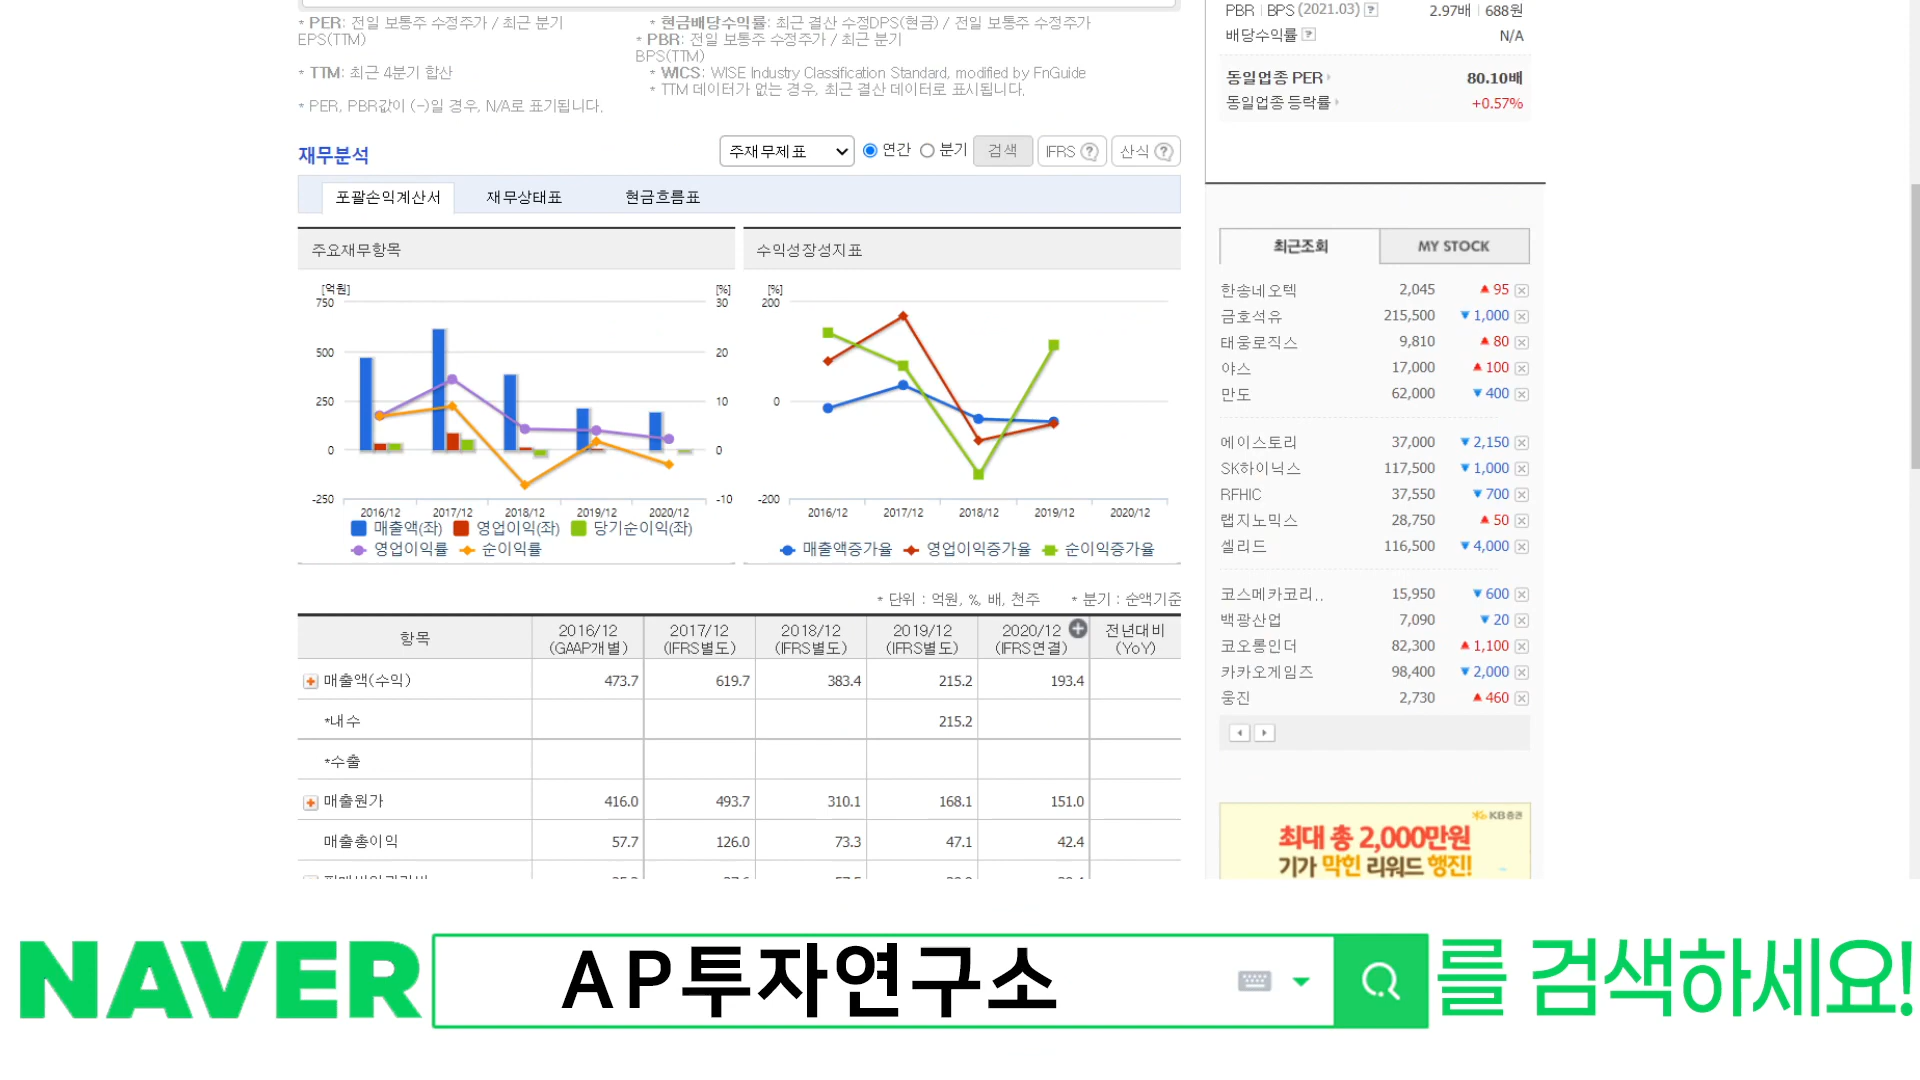 * PER: 전일 보통주 수정주가 / 최근 분기
EPS(TTM)
* TTM: 최근 4분기 합산
* PER, PBR값이 (-)일 경우, N/A로 표기됩니다.
* 현금배당수익률: 최근 결산 수정DPS(현금) / 전일 보통주 수정주가
* PBR: 전일 보통주 수정주가 / 최근 분기
BPS(TTM)
* WICS: WISE Industry Classification Standard, modified by FnGuide
* TTM 데이터가 없는 경우, 최근 결산 데이터로 표시됩니다.
재무분석
주재무제표 연간 분기 검색 IFRS ? 산식 ?
포괄손익계산서 재무상태표 현금흐름표
주요재무항목
[억원] [%]
750 30
500 20
250 10
0 0
-250 -10
2016/12 2017/12 2018/12 2019/12 2020/12
매출액(좌) 영업이익(좌) 당기순이익(좌)
영업이익률 순이익률
수익성장성지표
[%]
200
0
-200
2016/12 2017/12 2018/12 2019/12 2020/12
매출액증가율 영업이익증가율 순이익증가율
* 단위 : 억원, %, 배, 천주 * 분기 : 순액기준
항목 2016/12 2017/12 2018/12 2019/12 2020/12 전년대비
(GAAP개별) (IFRS별도) (IFRS별도) (IFRS별도) (IFRS연결) (YoY)
매출액(수익) 473.7 619.7 383.4 215.2 193.4
*내수 215.2
*수출
매출원가 416.0 493.7 310.1 168.1 151.0
매출총이익 57.7 126.0 73.3 47.1 42.4
PBR | BPS (2021.03) ? 2.97배 | 688원
배당수익률 ? N/A
동일업종 PER 80.10배
동일업종 등락률 +0.57%
최근조회 MY STOCK
한송네오텍 2,045 ▲ 95
금호석유 215,500 ▼ 1,000
태웅로직스 9,810 ▲ 80
야스 17,000 ▲ 100
만도 62,000 ▼ 400
에이스토리 37,000 ▼ 2,150
SK하이닉스 117,500 ▼ 1,000
RFHIC 37,550 ▼ 700
랩지노믹스 28,750 ▲ 50
셀리드 116,500 ▼ 4,000
코스메카코리.. 15,950 ▼ 600
백광산업 7,090 ▼ 20
코오롱인더 82,300 ▲ 1,100
카카오게임즈 98,400 ▼ 2,000
웅진 2,730 ▲ 460
KB증권
최대 총 2,000만원
기가 막힌 리워드 행진!
NAVER AP투자연구소 를 검색하세요!